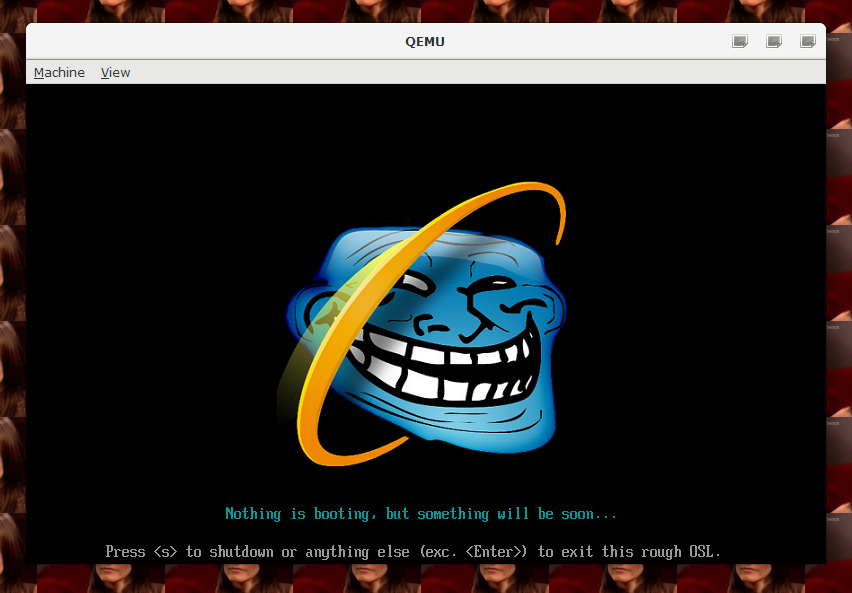 QEMU
Machine View
Nothing is booting, but something will be soon...
Press <s> to shutdown or anything else (exc. <Enter>) to exit this rough OSL.